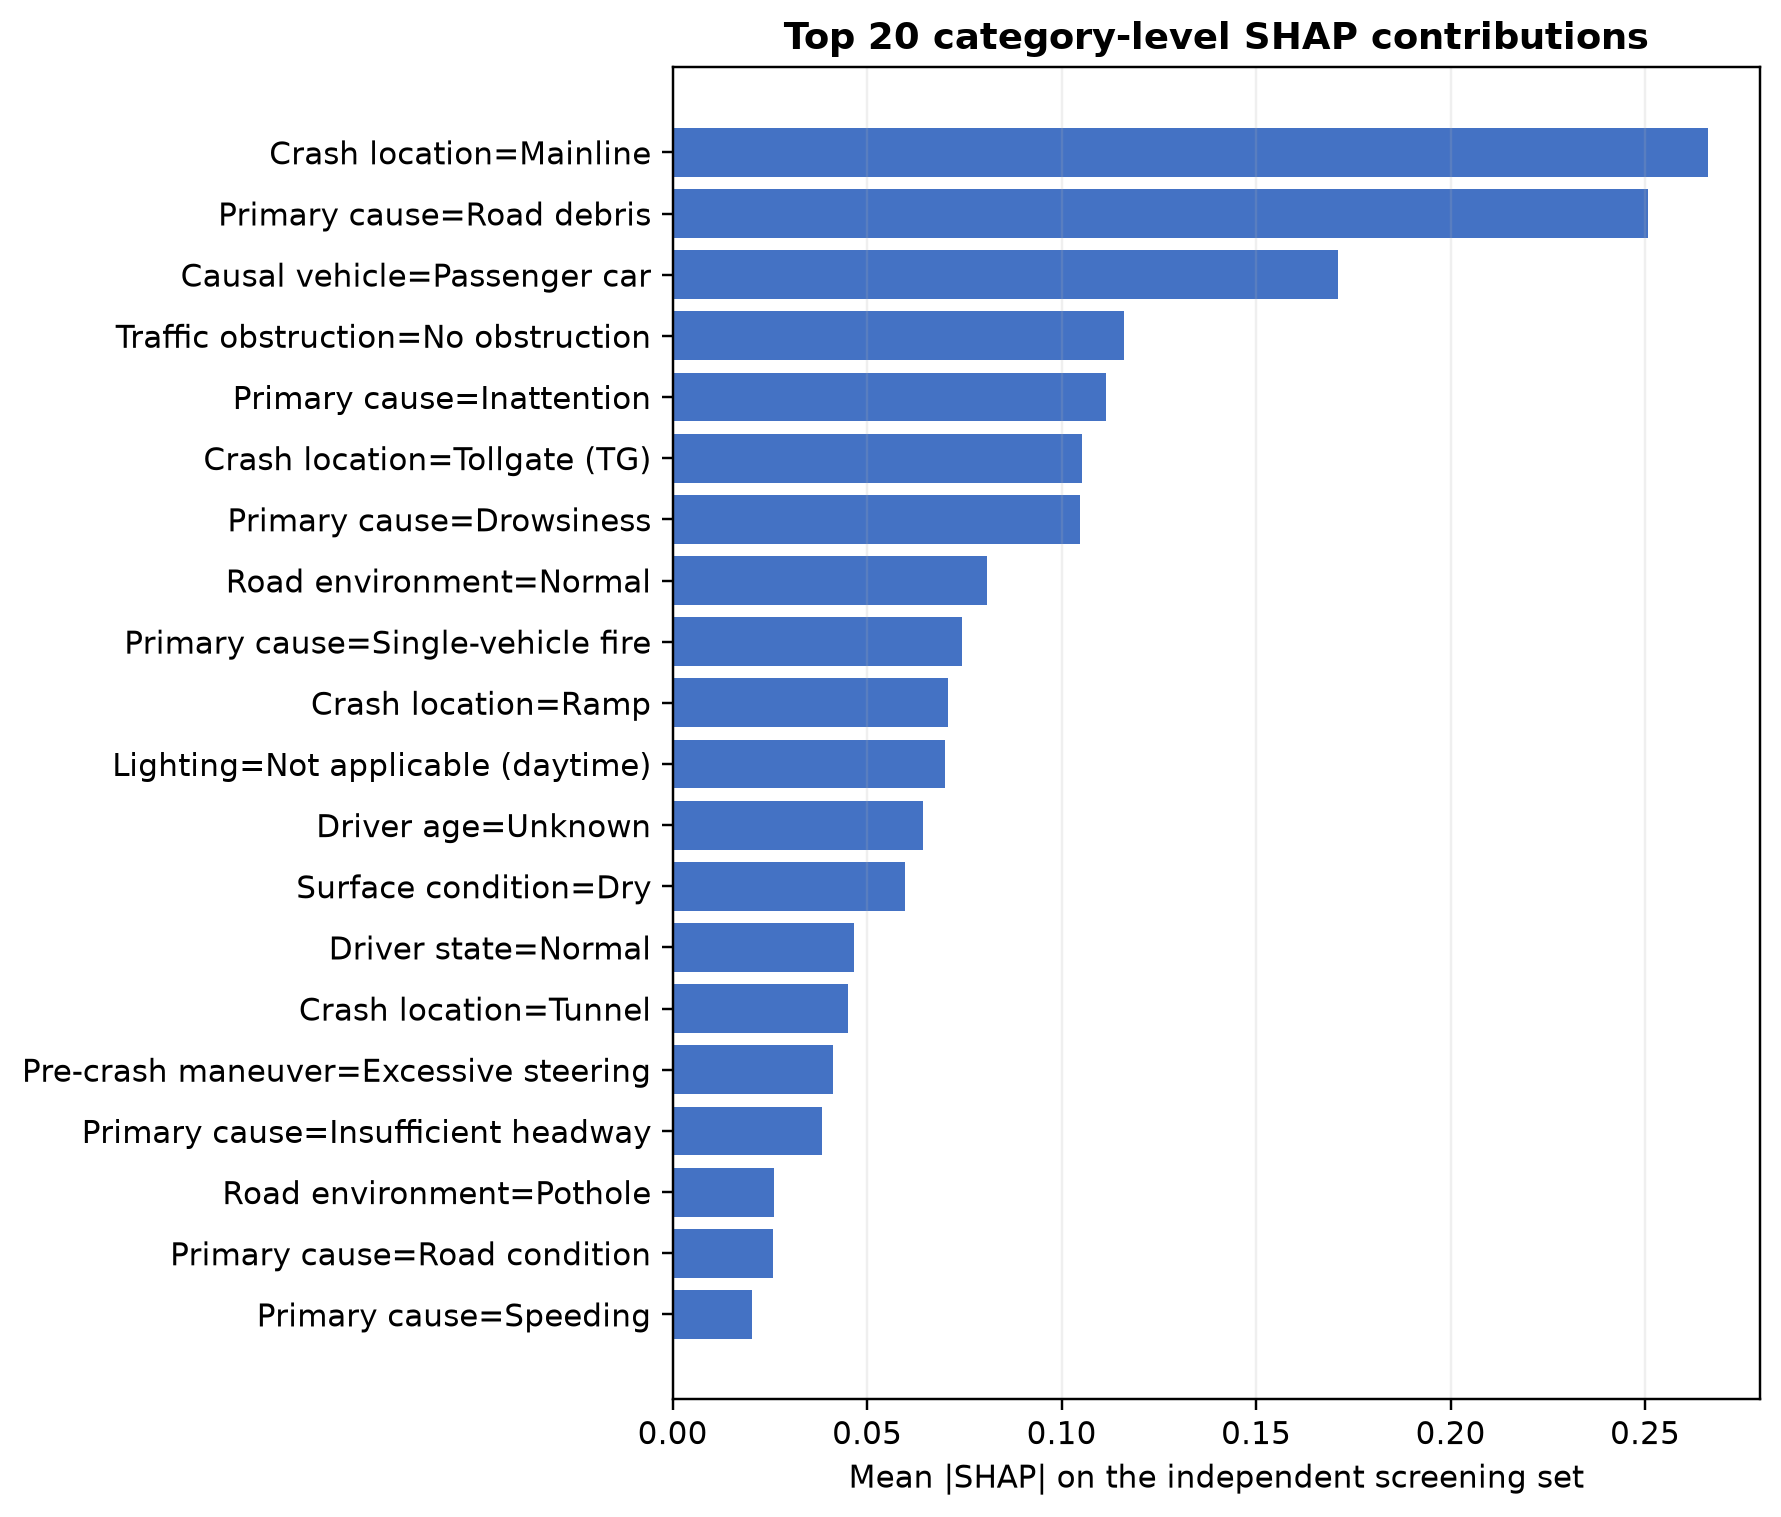 Top 20 category-level SHAP contributions
Crash location=Mainline
Primary cause=Road debris
Causal vehicle=Passenger car
Traffic obstruction=No obstruction
Primary cause=Inattention
Crash location=Tollgate (TG)
Primary cause=Drowsiness
Road environment=Normal
Primary cause=Single-vehicle fire
Crash location=Ramp
Lighting=Not applicable (daytime)
Driver age=Unknown
Surface condition=Dry
Driver state=Normal
Crash location=Tunnel
Pre-crash maneuver=Excessive steering
Primary cause=Insufficient headway
Road environment=Pothole
Primary cause=Road condition
Primary cause=Speeding
0.00 0.05 0.10 0.15 0.20 0.25
Mean |SHAP| on the independent screening set